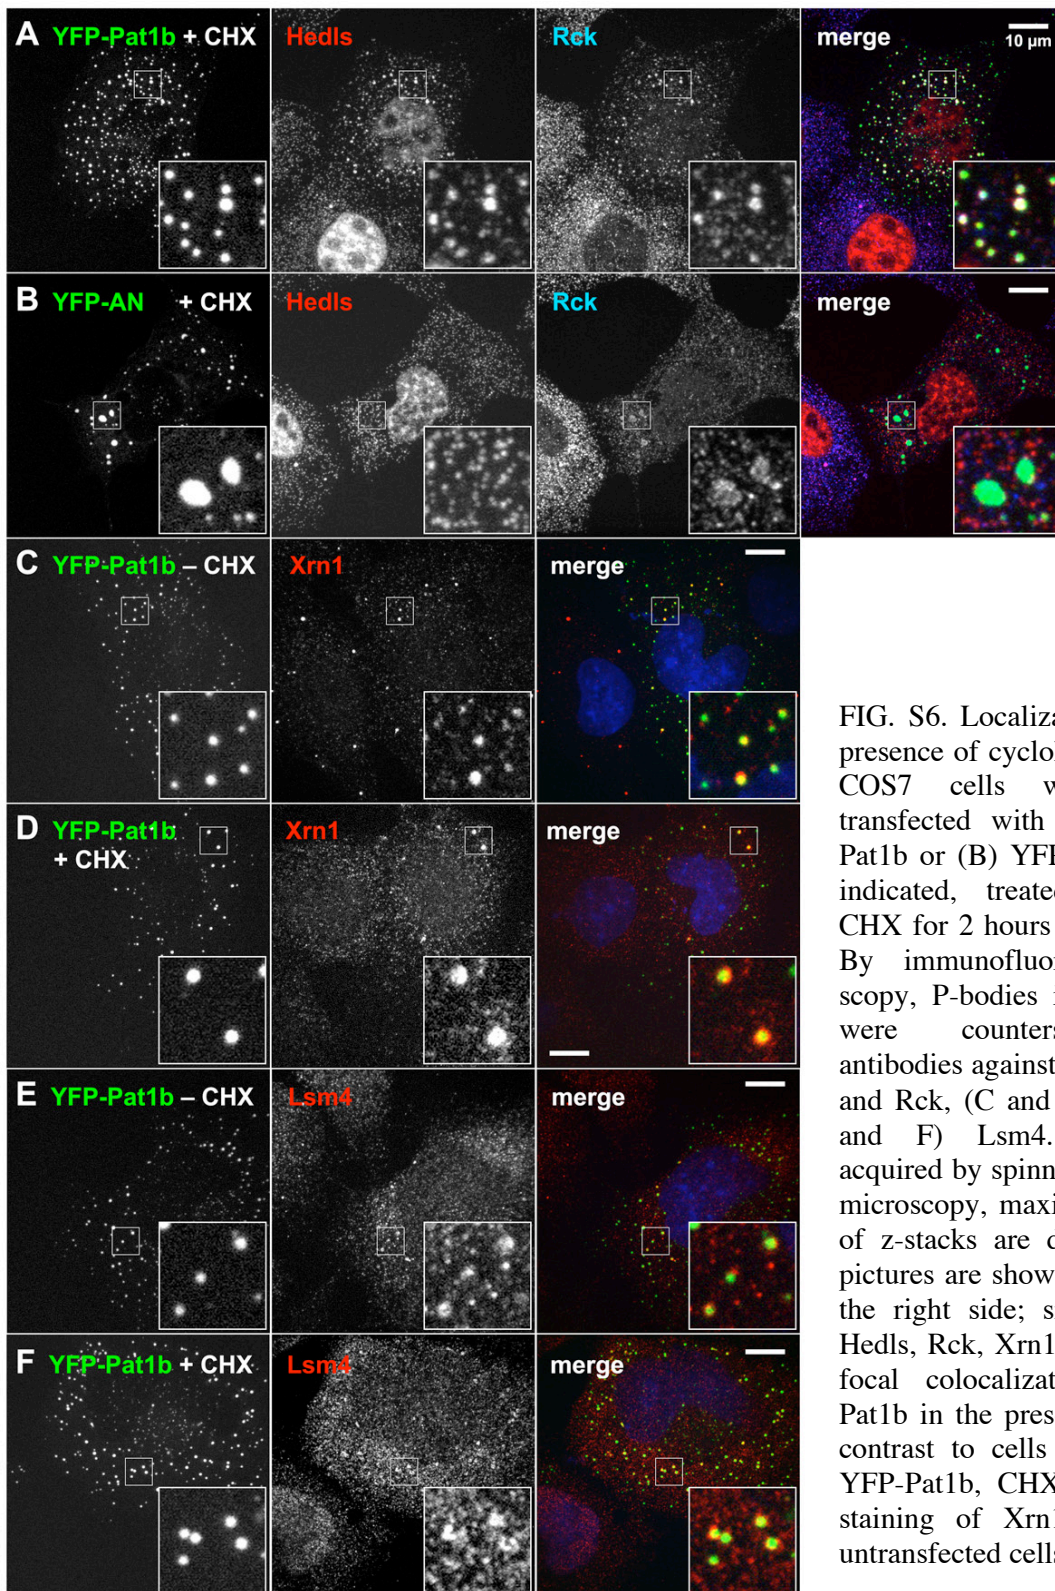 A YFP-Pat1b + CHX Hedls Rck merge
10 µm
B YFP-AN + CHX Hedls Rck merge
C YFP-Pat1b – CHX Xrn1 merge
D YFP-Pat1b Xrn1 merge
+ CHX
E YFP-Pat1b – CHX Lsm4 merge
F YFP-Pat1b + CHX Lsm4 merge
FIG. S6. Localiza
presence of cyclo
COS7 cells w
transfected with
Pat1b or (B) YFP
indicated, treate
CHX for 2 hours
By immunofluor
scopy, P-bodies
were counters
antibodies against
and Rck, (C and
and F) Lsm4.
acquired by spinn
microscopy, maxi
of z-stacks are
pictures are show
the right side; s
Hedls, Rck, Xrn1
focal colocaliza
Pat1b in the pres
contrast to cells
YFP-Pat1b, CHX
staining of Xrn1
untransfected cells